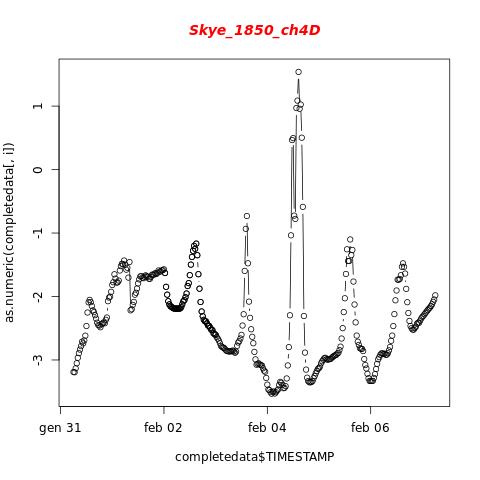 Skye_1850_ch4D
as.numeric(completedata[, i])
1
0
-1
-2
-3
gen 31
feb 02
feb 04
feb 06
completedata$TIMESTAMP